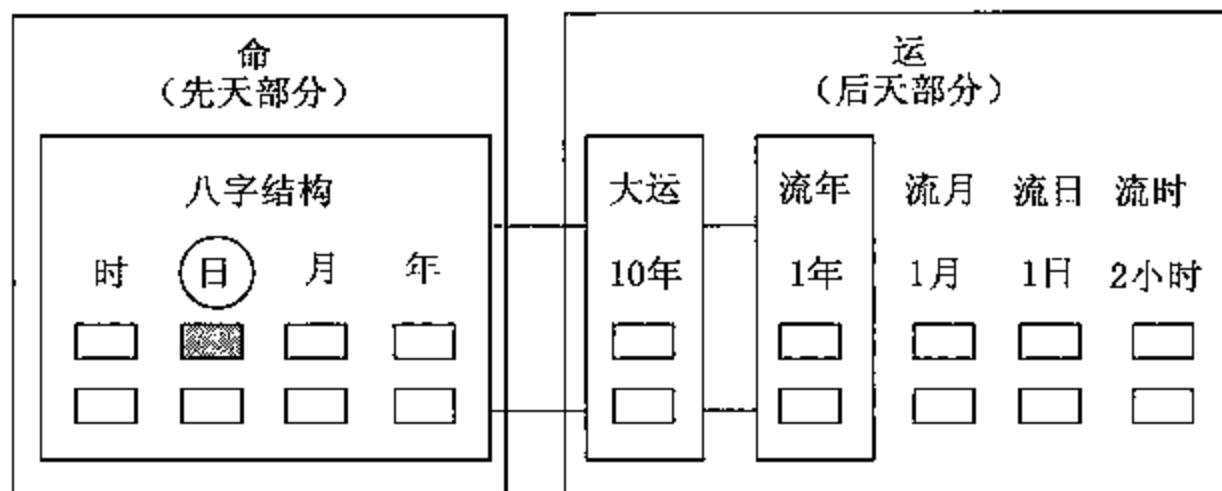 命
(先天部分)
八字结构
时 日 月 年
运
(后天部分)
大运 流年 流月 流日 流时
10年 1年 1月 1日 2小时